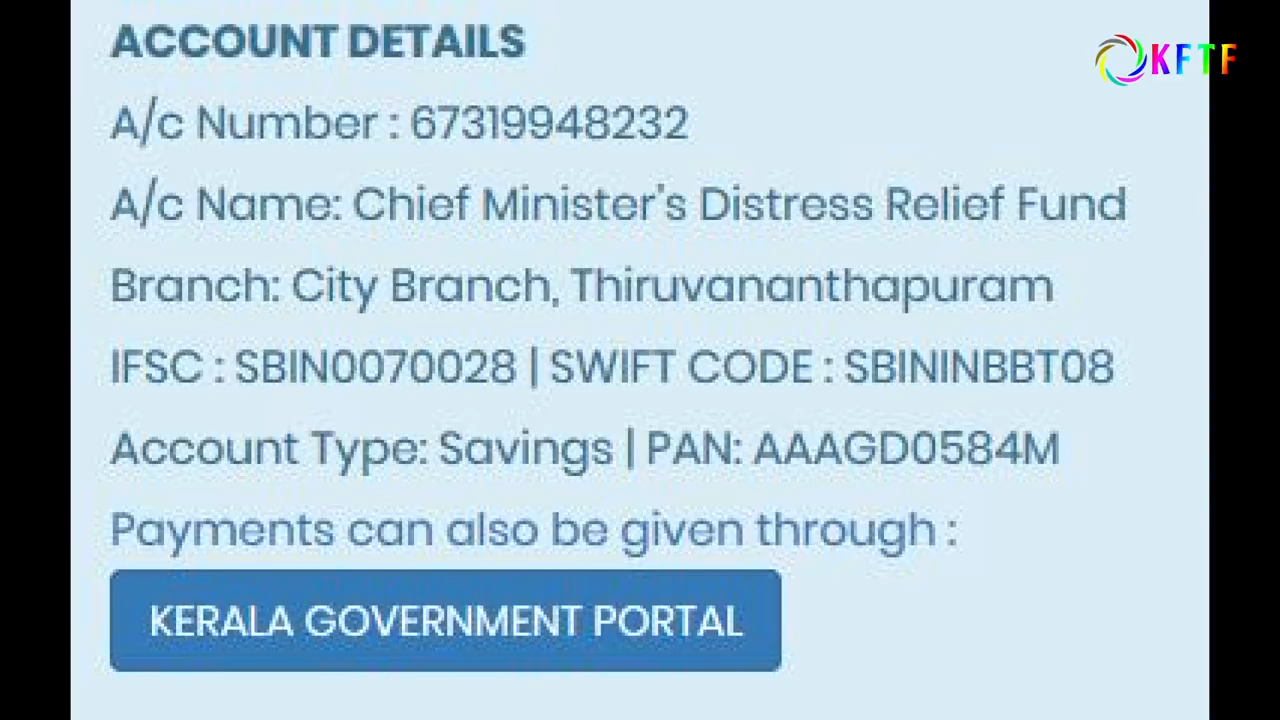 ACCOUNT DETAILS
KFTF
A/c Number : 67319948232
A/c Name: Chief Minister's Distress Relief Fund
Branch: City Branch, Thiruvananthapuram
IFSC : SBIN0070028 | SWIFT CODE : SBININBBT08
Account Type: Savings | PAN: AAAGD0584M
Payments can also be given through :
KERALA GOVERNMENT PORTAL